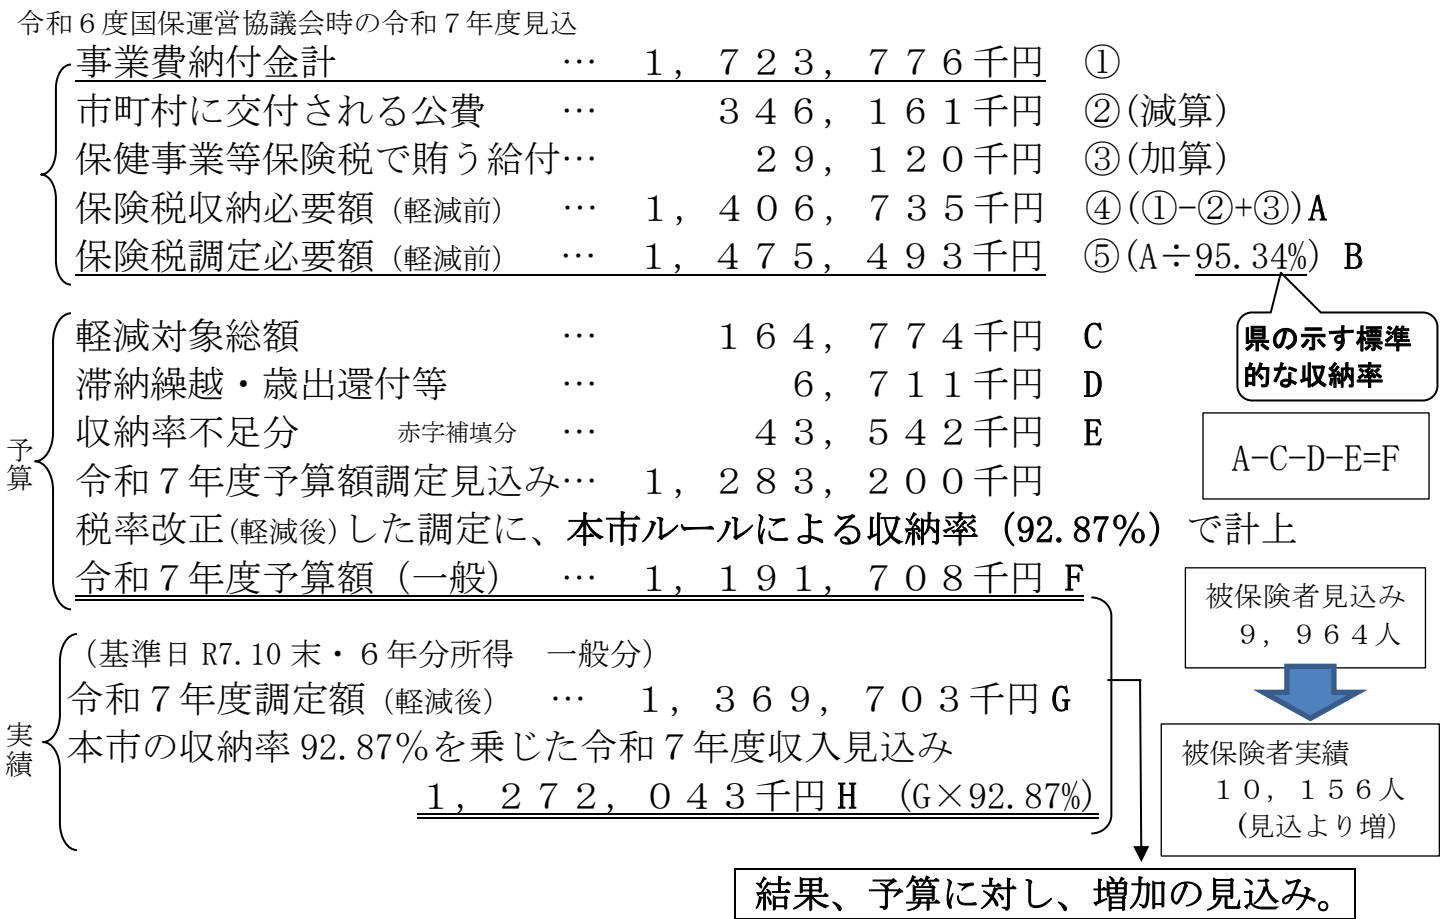 令和６度国保運営協議会時の令和７年度見込
事業費納付金計 … １，７２３，７７６千円 ①
市町村に交付される公費 … ３４６，１６１千円 ②(減算)
保健事業等保険税で賄う給付… ２９，１２０千円 ③(加算)
保険税収納必要額（軽減前） … １，４０６，７３５千円 ④(①-②+③)A
保険税調定必要額（軽減前） … １，４７５，４９３千円 ⑤(A÷95.34%) B
県の示す標準
的な収納率
予算
軽減対象総額 … １６４，７７４千円 C
滞納繰越・歳出還付等 … ６，７１１千円 D
収納率不足分 赤字補填分 … ４３，５４２千円 E
A-C-D-E=F
令和７年度予算額調定見込み… １，２８３，２００千円
税率改正(軽減後)した調定に、本市ルールによる収納率（92.87%）で計上
令和７年度予算額（一般） … １，１９１，７０８千円 F
被保険者見込み
９，９６４人
実績
（基準日 R7.10 末・６年分所得　一般分）
令和７年度調定額（軽減後） … １，３６９，７０３千円 G
本市の収納率 92.87%を乗じた令和７年度収入見込み
１，２７２，０４３千円 H （G×92.87%）
被保険者実績
１０，１５６人
(見込より増)
結果、予算に対し、増加の見込み。